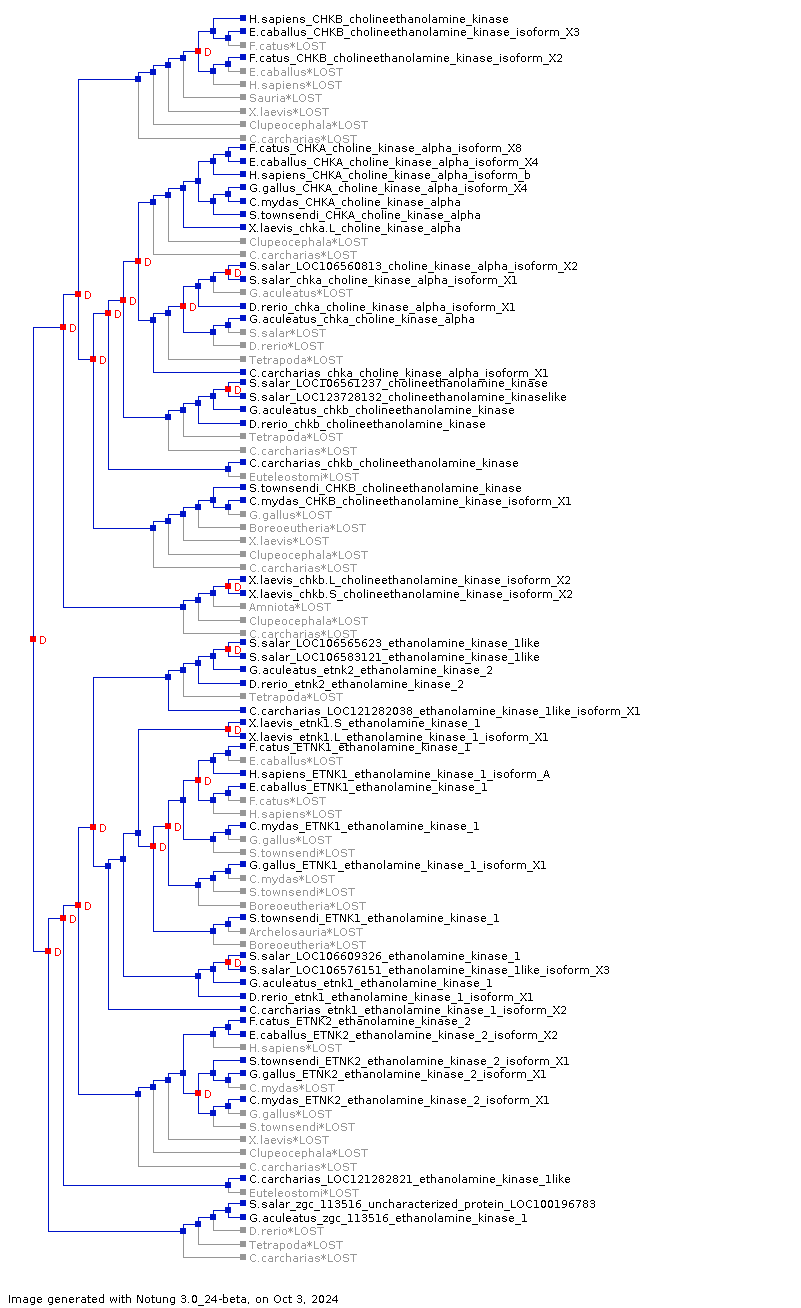 H.sapiens_CHKB_cholineethanolamine_kinase
E.caballus_CHKB_cholineethanolamine_kinase_isoform_X3
F.catus*LOST
D
F.catus_CHKB_cholineethanolamine_kinase_isoform_X2
E.caballus*LOST
H.sapiens*LOST
Sauria*LOST
X.laevis*LOST
Clupeocephala*LOST
C.carcharias*LOST
F.catus_CHKA_choline_kinase_alpha_isoform_X8
E.caballus_CHKA_choline_kinase_alpha_isoform_X4
H.sapiens_CHKA_choline_kinase_alpha_isoform_b
G.gallus_CHKA_choline_kinase_alpha_isoform_X4
C.mydas_CHKA_choline_kinase_alpha
S.townsendi_CHKA_choline_kinase_alpha
X.laevis_chka.L_choline_kinase_alpha
Clupeocephala*LOST
C.carcharias*LOST
D
S.salar_LOC106560813_choline_kinase_alpha_isoform_X2
D
S.salar_chka_choline_kinase_alpha_isoform_X1
G.aculeatus*LOST
D
D
D
D.rerio_chka_choline_kinase_alpha_isoform_X1
D
D
G.aculeatus_chka_choline_kinase_alpha
D
S.salar*LOST
D.rerio*LOST
Tetrapoda*LOST
D
C.carcharias_chka_choline_kinase_alpha_isoform_X1
S.salar_LOC106561237_cholineethanolamine_kinase
D
S.salar_LOC123728132_cholineethanolamine_kinaselike
G.aculeatus_chkb_cholineethanolamine_kinase
D.rerio_chkb_cholineethanolamine_kinase
Tetrapoda*LOST
C.carcharias*LOST
C.carcharias_chkb_cholineethanolamine_kinase
Euteleostomi*LOST
S.townsendi_CHKB_cholineethanolamine_kinase
C.mydas_CHKB_cholineethanolamine_kinase_isoform_X1
G.gallus*LOST
Boreoeutheria*LOST
X.laevis*LOST
Clupeocephala*LOST
C.carcharias*LOST
X.laevis_chkb.L_cholineethanolamine_kinase_isoform_X2
D
X.laevis_chkb.S_cholineethanolamine_kinase_isoform_X2
Amniota*LOST
Clupeocephala*LOST
C.carcharias*LOST
D
S.salar_LOC106565623_ethanolamine_kinase_1like
D
S.salar_LOC106583121_ethanolamine_kinase_1like
G.aculeatus_etnk2_ethanolamine_kinase_2
D.rerio_etnk2_ethanolamine_kinase_2
Tetrapoda*LOST
C.carcharias_LOC121282038_ethanolamine_kinase_1like_isoform_X1
X.laevis_etnk1.S_ethanolamine_kinase_1
D
X.laevis_etnk1.L_ethanolamine_kinase_1_isoform_X1
F.catus_ETNK1_ethanolamine_kinase_1
E.caballus*LOST
H.sapiens_ETNK1_ethanolamine_kinase_1_isoform_A
D
E.caballus_ETNK1_ethanolamine_kinase_1
F.catus*LOST
H.sapiens*LOST
D
D
C.mydas_ETNK1_ethanolamine_kinase_1
G.gallus*LOST
D
S.townsendi*LOST
G.gallus_ETNK1_ethanolamine_kinase_1_isoform_X1
C.mydas*LOST
S.townsendi*LOST
D
Boreoeutheria*LOST
D
S.townsendi_ETNK1_ethanolamine_kinase_1
Archelosauria*LOST
Boreoeutheria*LOST
D
S.salar_LOC106609326_ethanolamine_kinase_1
D
S.salar_LOC106576151_ethanolamine_kinase_1like_isoform_X3
G.aculeatus_etnk1_ethanolamine_kinase_1
D.rerio_etnk1_ethanolamine_kinase_1_isoform_X1
C.carcharias_etnk1_ethanolamine_kinase_1_isoform_X2
F.catus_ETNK2_ethanolamine_kinase_2
E.caballus_ETNK2_ethanolamine_kinase_2_isoform_X2
H.sapiens*LOST
S.townsendi_ETNK2_ethanolamine_kinase_2_isoform_X1
G.gallus_ETNK2_ethanolamine_kinase_2_isoform_X1
C.mydas*LOST
D
C.mydas_ETNK2_ethanolamine_kinase_2_isoform_X1
G.gallus*LOST
S.townsendi*LOST
X.laevis*LOST
Clupeocephala*LOST
C.carcharias*LOST
C.carcharias_LOC121282821_ethanolamine_kinase_1like
Euteleostomi*LOST
S.salar_zgc_113516_uncharacterized_protein_LOC100196783
G.aculeatus_zgc_113516_ethanolamine_kinase_1
D.rerio*LOST
Tetrapoda*LOST
C.carcharias*LOST
Image generated with Notung 3.0_24-beta, on Oct 3, 2024